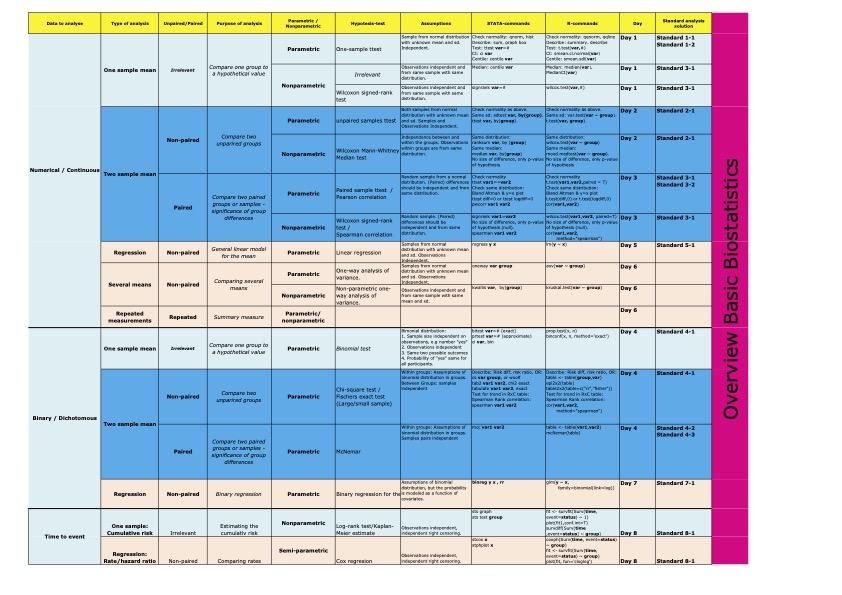 Data to analyse
Type of analysis
Unpaired/Paired
Purpose of analysis
Parametric /
Nonparametric
Hypotesis-test
Assumptions
STATA-commands
R-commands
Day
Standard analysis
solution
Numerical / Continuous
One sample mean
Irrelevant
Compare one group to
a hypothetical value
Parametric
One-sample ttest
Sample from normal distribution
with unknown mean and sd.
Independent.
Check normality: qnorm, hist
Describe: sum, graph box
Test: ttest var=#
CI: ci var
Centile: centile var
Check normality: qqnorm, qqline
Describe: summary, describe
Test: t.test(var,#)
CI: smean.cl.normal(var)
Centile: smean.sdl(var)
Day 1
Standard 1-1
Standard 1-2
Nonparametric
Irrelevant
Observations independent and
from same sample with same
distribution.
Median: centile var
Median: median(var),
MedianCI(var)
Day 1
Standard 3-1
Wilcoxon signed-rank
test
Observations independent and
from same sample with same
distribution.
signrank var=#
wilcox.test(var,#)
Day 1
Standard 3-1
Two sample mean
Non-paired
Compare two
unpaired groups
Parametric
unpaired samples ttest
Both samples from normal
distribution with unknown mean
and sd. Samples and
Observations Independent.
Check normality as above.
Same sd: sdtest var, by(group)
ttest var, by(group)
Check normality as above.
Same sd: var.test(var ~ group)
t.test(var ~ group)
Day 2
Standard 2-1
Nonparametric
Wilcoxon Mann-Whitney
Median test
Independence between and
within the groups. Observations
within groups are from same
distribution.
Same distribution:
ranksum var, by(group)
Same median:
median var, by(group)
No size of difference, only p-value
of hypothesis
Same distribution:
wilcox.test(var ~ group)
Same median:
mood.medtest(var~ group)
No size of difference, only p-value
of hypothesis
Day 2
Standard 2-1
Paired
Compare two paired
groups or samples –
significance of group
differences
Parametric
Paired sample ttest /
Pearson correlation
Random sample from a normal
distribution. (Paired) differences
should be independent and from
same distribution.
Check normality
ttest var1==var2
Check same distribution:
Bland Altman & y=x plot
ttest diff=0 or ttest logdiff=0
pwcorr var1 var2
Check normality
t.test(var1,var2,paired = T)
Check same distribution:
Bland Altman & y=x plot
t.test(diff,0) or t.test(logdiff,0)
cor(var1,var2)
Day 3
Standard 3-1
Standard 3-2
Nonparametric
Wilcoxon signed-rank
test /
Spearman correlation
Random sample. (Paired)
differences should be
independent and from same
distribution.
signrank var1=var2
No size of difference, only p-value
of hypothesis (null).
spearman var1 var2
wilcox.test(var1,var2, paired=T)
No size of difference, only p-value
of hypothesis (null).
cor(var1,var2,
method="spearman")
Day 3
Standard 3-1
Regression
Non-paired
General linear model
for the mean
Parametric
Linear regression
Samples from normal
distribution with unknown mean
and sd. Observations
Independent.
regress y x
lm(y ~ x)
Day 5
Standard 5-1
Several means
Non-paired
Comparing several
means
Parametric
One-way analysis of
variance.
Samples from normal
distribution with unknown mean
and sd. Observations
Independent.
oneway var group
aov(var ~ group)
Day 6
Nonparametric
Non-parametric one-
way analysis of
variance.
Observations independent and
from same sample with same
distribution.
kwallis var, by(group)
kruskal.test(var ~ group)
Day 6
Repeated
measurements
Repeated
Summary measure
Parametric/
nonparametric
Day 6
Binary / Dichotomous
One sample mean
Irrelevant
Compare one group to
a hypothetical value
Parametric
Binomial test
Binomial distribution:
1. Sample size independent on
observations, e.g number "yes"
2. Observations independent
3. Same two possible outcomes
4. Probability of "yes" same for
all participants.
bitest var=# (exact)
prtest var=# (approximate)
ci var, bin
prop.test(x, n)
binconf(x, n, method="exact")
Day 4
Standard 4-1
Two sample mean
Non-paired
Compare two
unpaired groups
Parametric
Chi-square test /
Fischers exact test
(Large/small sample)
Within groups: Assumptions of
binomial distribution in groups.
Between Groups: samples
independent
Describe: Risk diff, risk ratio, OR:
cs var group, or woolf
tab2 var1 var2, chi2 exact
tabulate var1 var2, exact
Test for trend in RxC table:
Spearman Rank correlation:
spearman var1 var2
Describe: Risk diff, risk ratio, OR:
table <- table(group,var)
Test for trend in RxC table:
Spearman Rank correlation:
cor(var1,var2,
method="spearman")
Day 4
Standard 4-1
Paired
Compare two paired
groups or samples –
significance of group
differences
Parametric
McNemar
Within groups: Assumptions of
binomial distribution in groups.
Samples pairs independent
mcc var1 var2
table <- table(var1,var2)
mcNemar(table)
Day 4
Standard 4-2
Standard 4-3
Regression
Non-paired
Binary regression
Parametric
Binary regression for the
Assumptions of binomial
distribution, but the probability
is modeled as a function of
covariates.
binreg y x , rr
glm(y ~ x,
family=binomial(link=log))
Day 7
Standard 7-1
Time to event
One sample:
Cumulative risk
Irrelevant
Estimating the
cumulativ risk
Nonparametric
Log-rank test/Kaplan-
Meier estimate
Observations independent,
independent right censoring.
sts graph
sts test group
fit <- survfit(Surv(time,
event=status) ~ 1)
plot(fit,conf.int=T)
survdiff(Surv(time
,event=status) ~ group)
Day 8
Standard 8-1
Regression:
Rate/hazard ratio
Non-paired
Comparing rates
Semi-parametric
Cox regresion
Observations independent,
independent right censoring.
stcox x
stphplot x
coxph(Surv(time, event=status)
~ group)
fit <- survfit(Surv(time,
event=status) ~ group)
plot(fit, fun="cloglog")
Day 8
Standard 8-1
Overview Basic Biostatistics